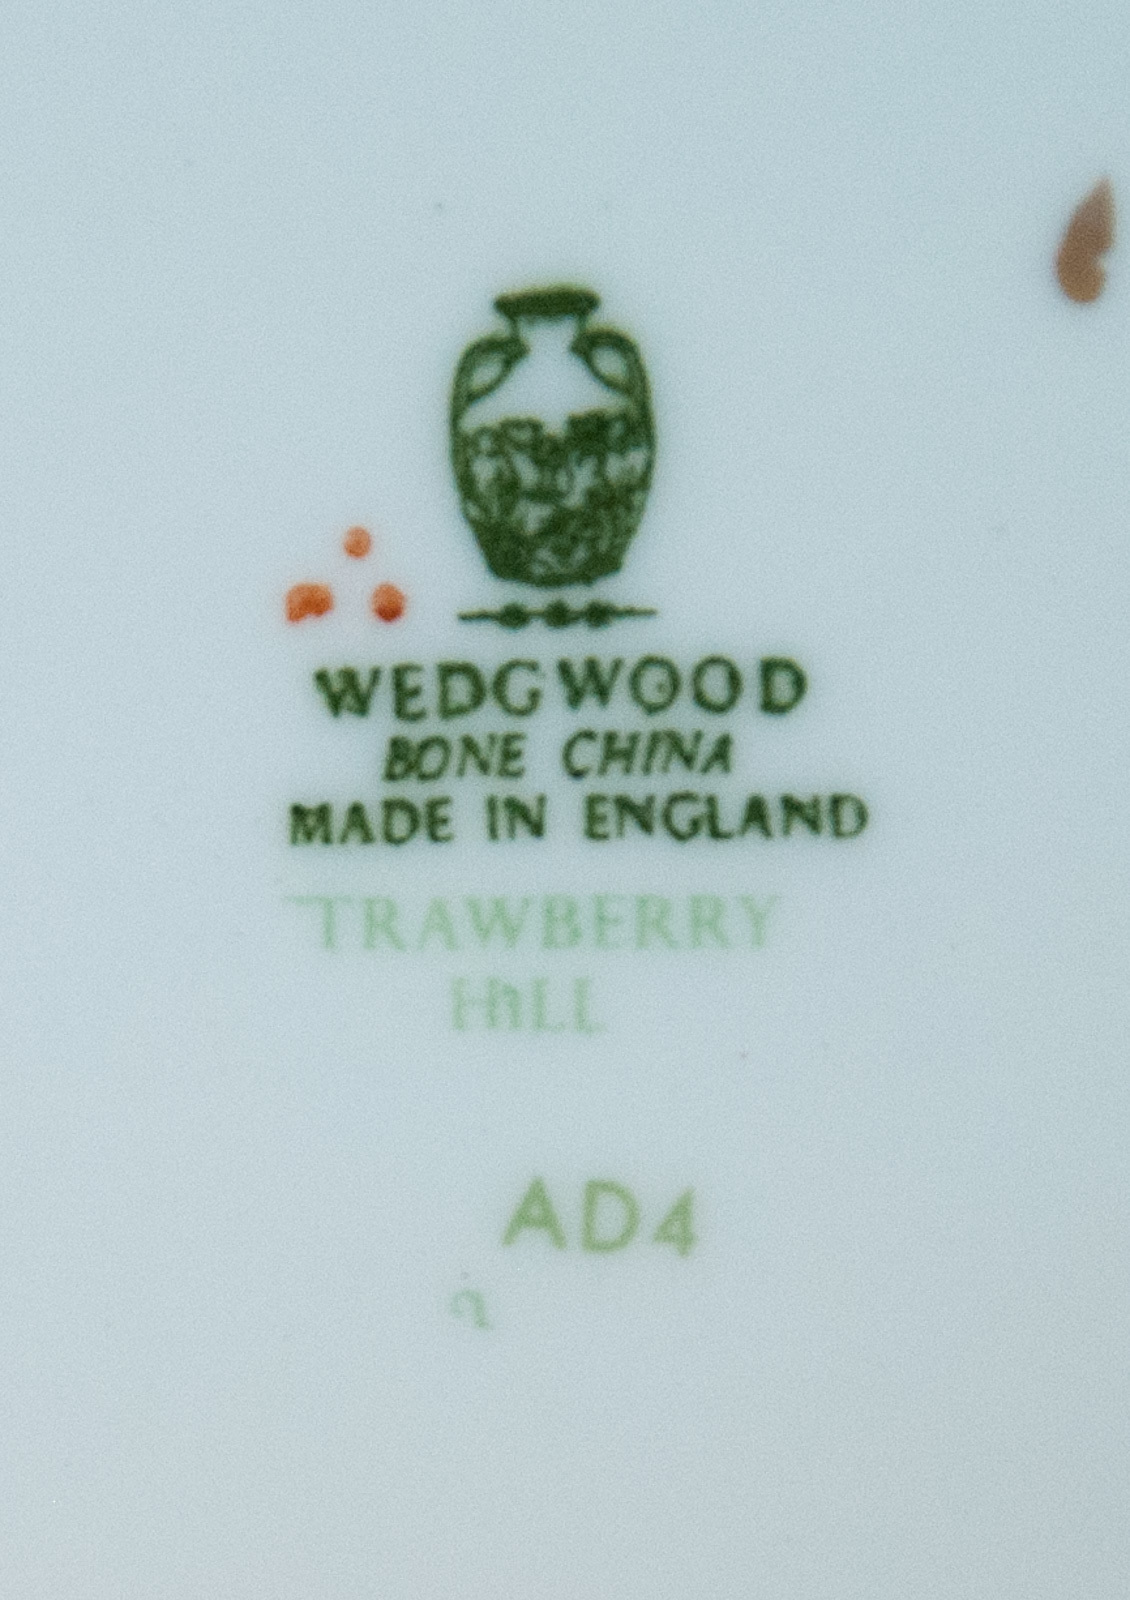 WEDGWOOD
BONE CHINA
MADE IN ENGLAND
TRAWBERRY
HILL
AD4